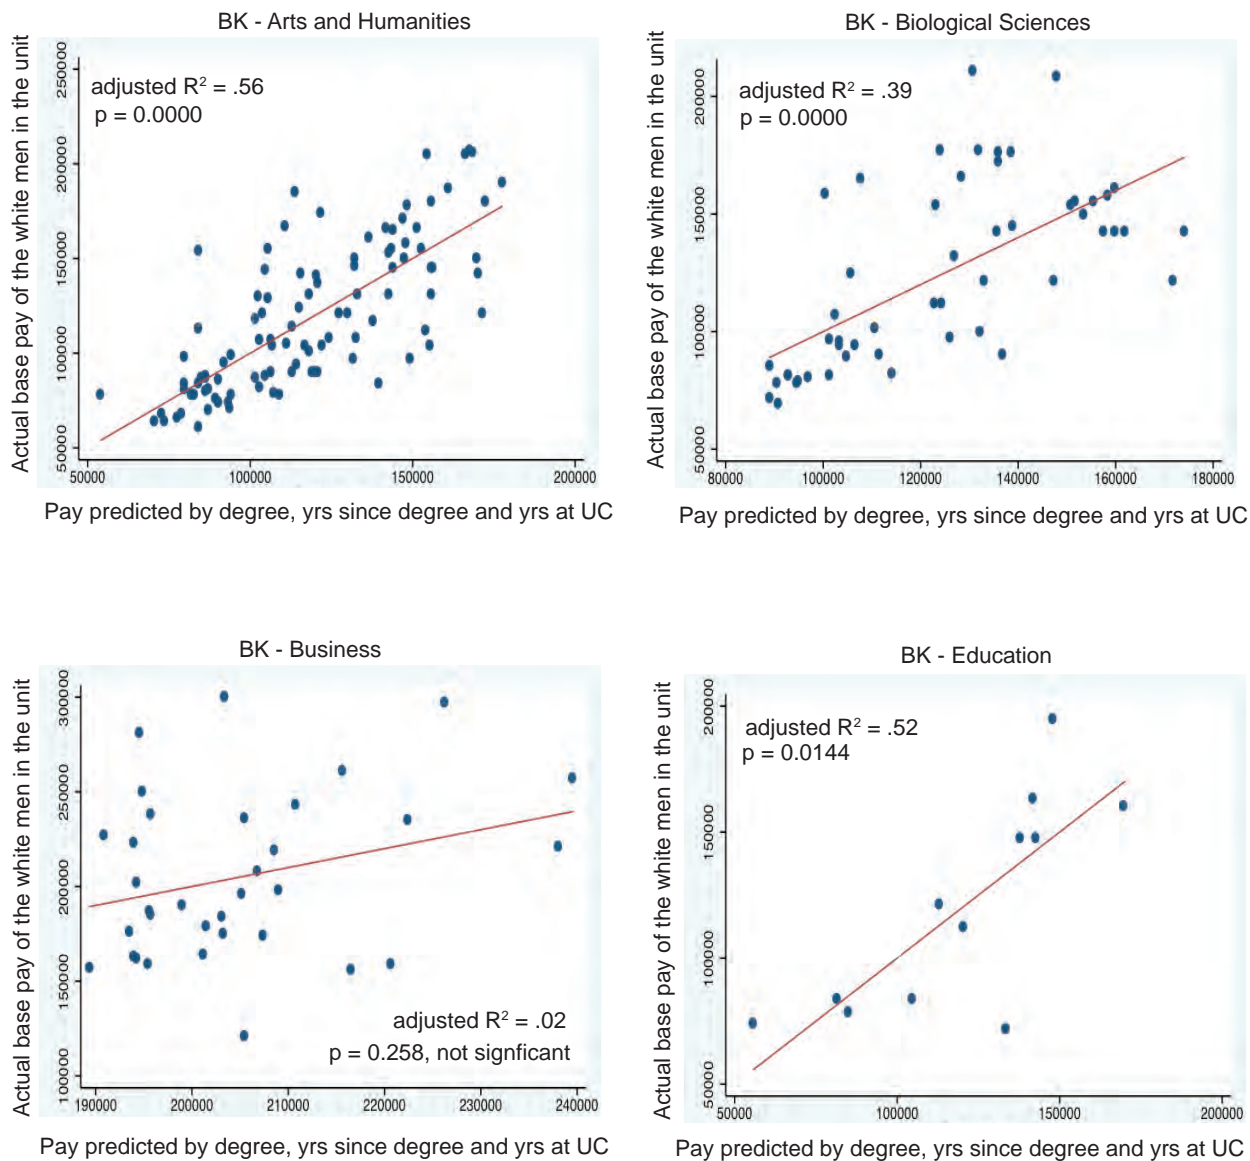 BK - Arts and Humanities
Actual base pay of the white men in the unit
250000
200000
150000
100000
50000
adjusted R² = .56
p = 0.0000
50000 100000 150000 200000
Pay predicted by degree, yrs since degree and yrs at UC
BK - Biological Sciences
Actual base pay of the white men in the unit
200000
150000
100000
50000
adjusted R² = .39
p = 0.0000
80000 100000 120000 140000 160000 180000
Pay predicted by degree, yrs since degree and yrs at UC
BK - Business
Actual base pay of the white men in the unit
300000
250000
200000
150000
100000
adjusted R² = .02
p = 0.258, not signficant
190000 200000 210000 220000 230000 240000
Pay predicted by degree, yrs since degree and yrs at UC
BK - Education
Actual base pay of the white men in the unit
200000
150000
100000
50000
adjusted R² = .52
p = 0.0144
50000 100000 150000 200000
Pay predicted by degree, yrs since degree and yrs at UC